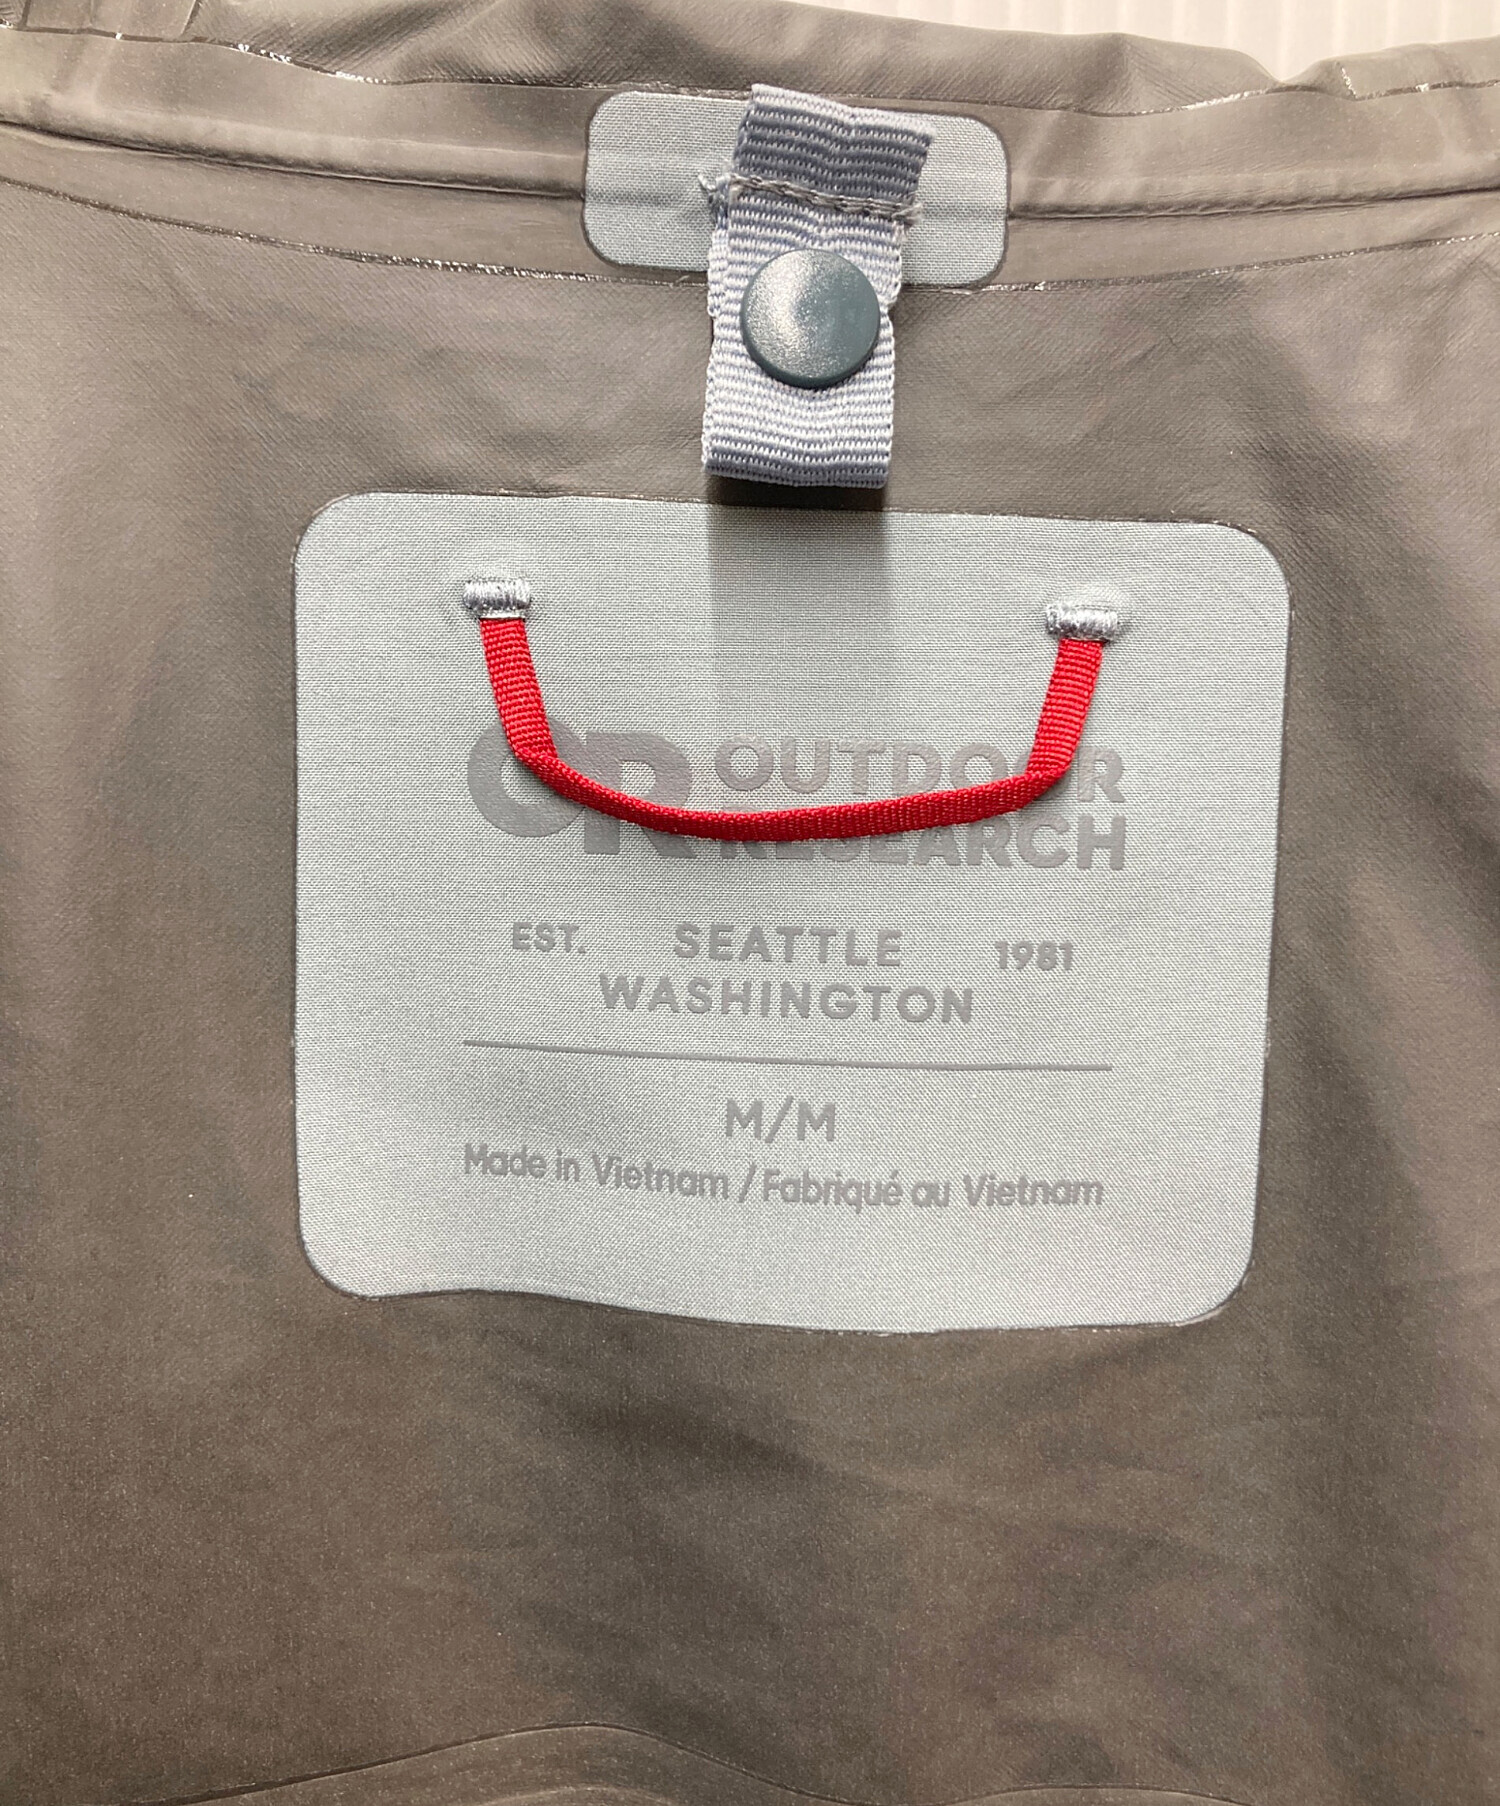 OR OUTDOOR
RESEARCH
EST. SEATTLE 1981
WASHINGTON
M/M
Made in Vietnam / Fabriqué au Vietnam